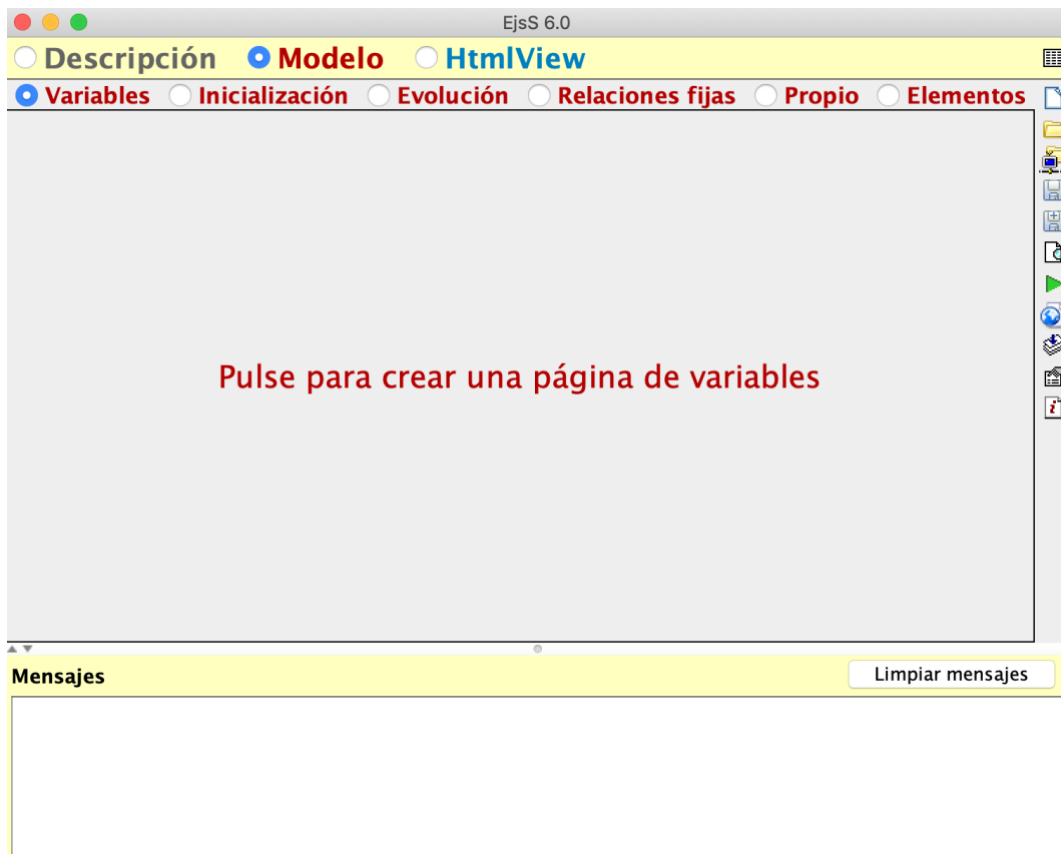 EjsS 6.0
Descripción Modelo HtmlView
Variables Inicialización Evolución Relaciones fijas Propio Elementos
Pulse para crear una página de variables
Mensajes Limpiar mensajes